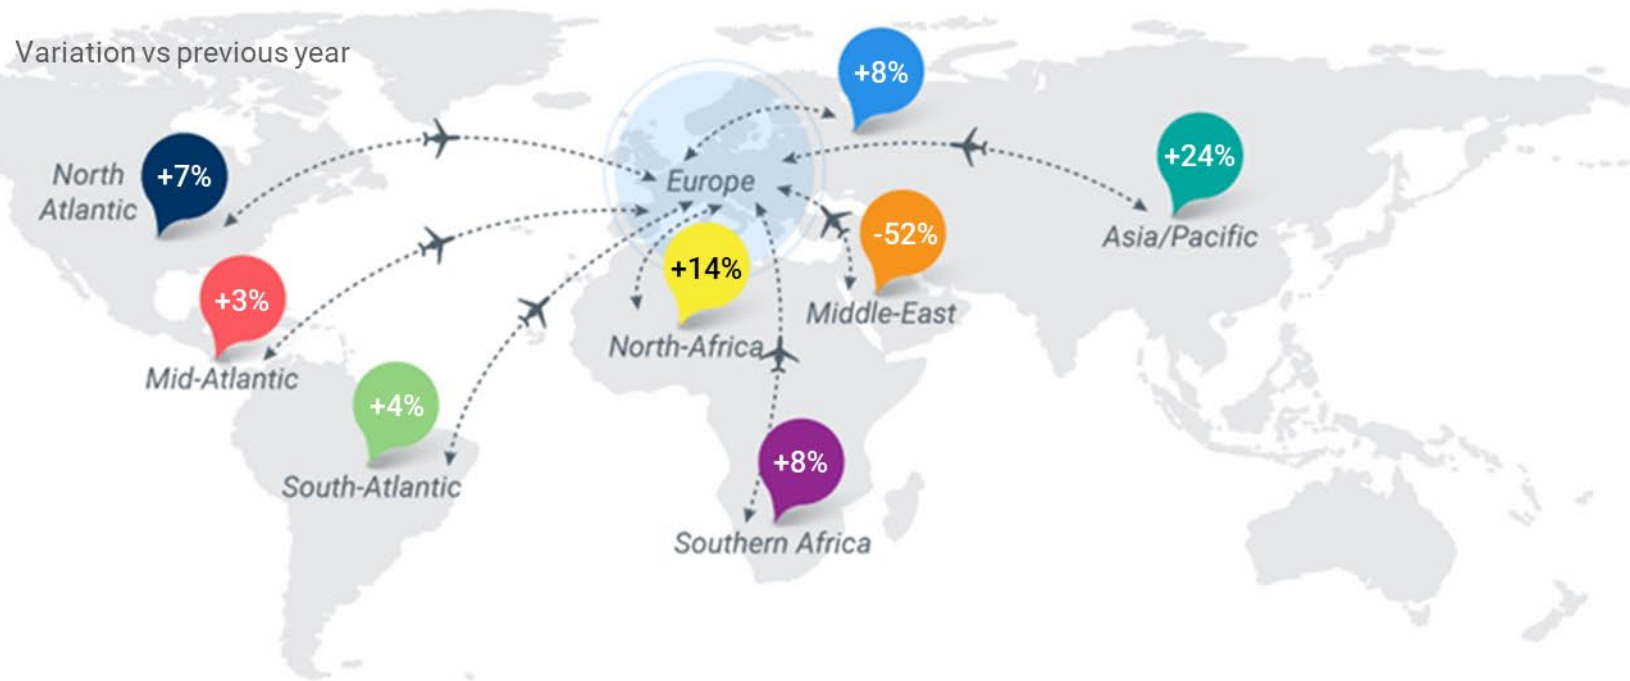 Variation vs previous year
+8%
+24%
North
Atlantic
+7%
Europe
Asia/Pacific
-52%
+14%
+3%
Middle-East
North-Africa
Mid-Atlantic
+4%
+8%
South-Atlantic
Southern Africa